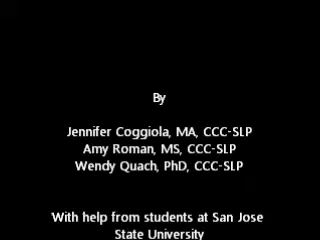 By
Jennifer Coggiola, MA, CCC-SLP
Amy Roman, MS, CCC-SLP
Wendy Quach, PhD, CCC-SLP
With help from students at San Jose
State University